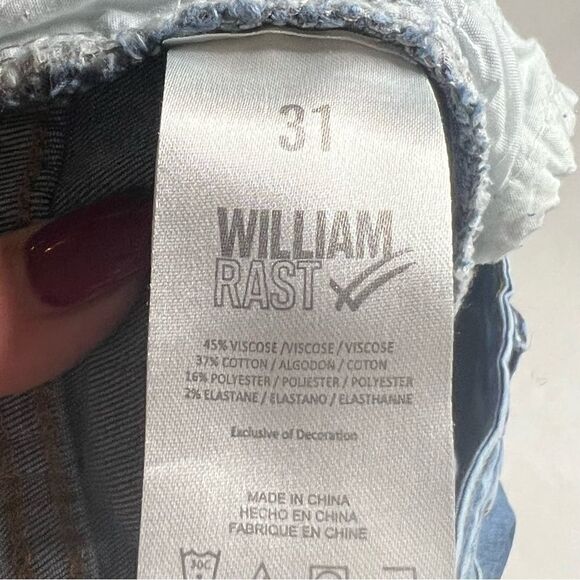 31
WILLIAM
RAST
45% VISCOSE / VISCOSE / VISCOSE
37% COTTON / ALGODON / COTON
16% POLYESTER / POLIESTER / POLYESTER
2% ELASTANE / ELASTANO / ELASTHANNE
Exclusive of Decoration
MADE IN CHINA
HECHO EN CHINA
FABRIQUE EN CHINE
30C